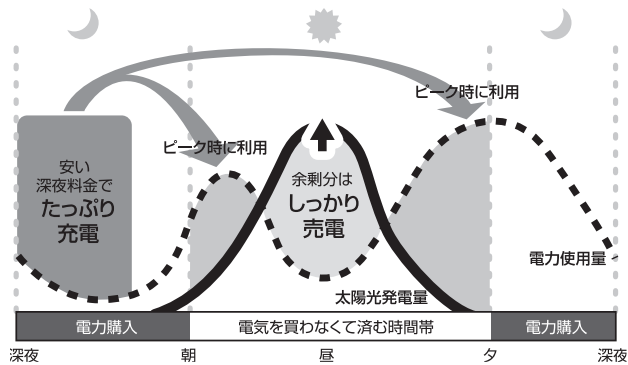 ピーク時に利用
ピーク時に利用
安い
深夜料金で
たっぷり
充電
余剰分は
しっかり
売電
電力使用量
太陽光発電量
電力購入
電気を買わなくて済む時間帯
電力購入
深夜
朝
昼
夕
深夜